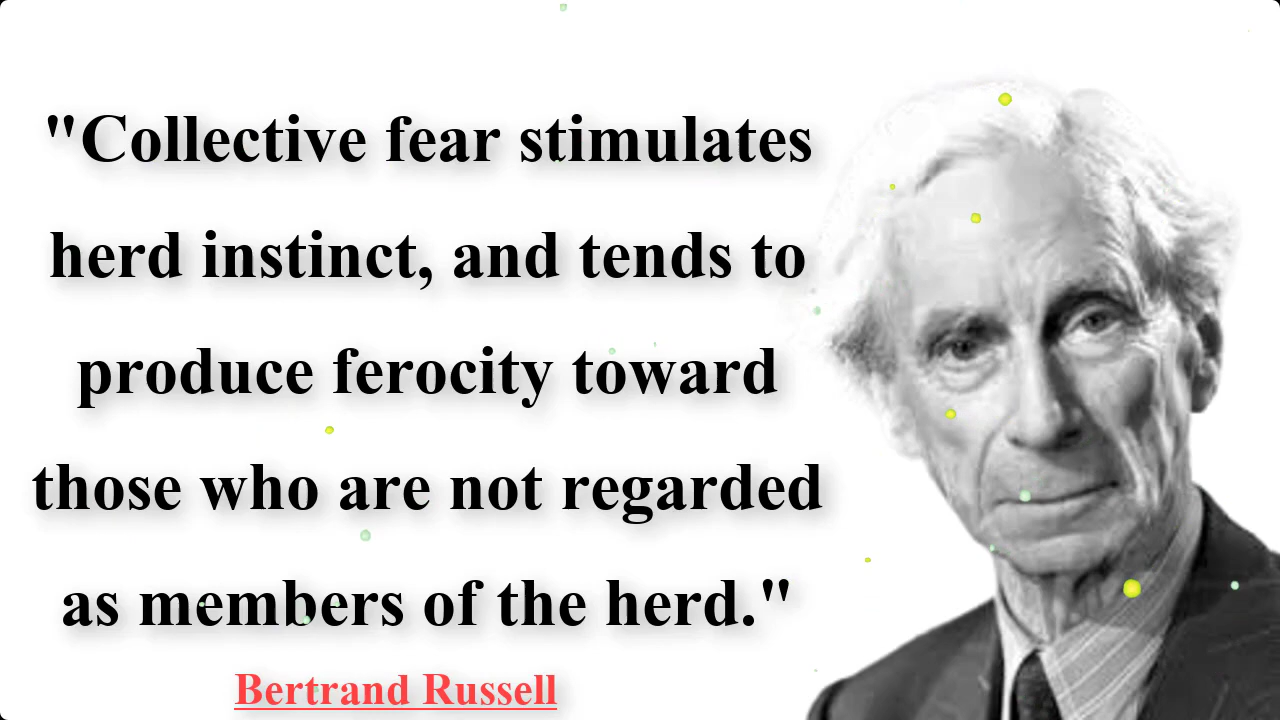 "Collective fear stimulates
herd instinct, and tends to
produce ferocity toward
those who are not regarded
as members of the herd."
Bertrand Russell